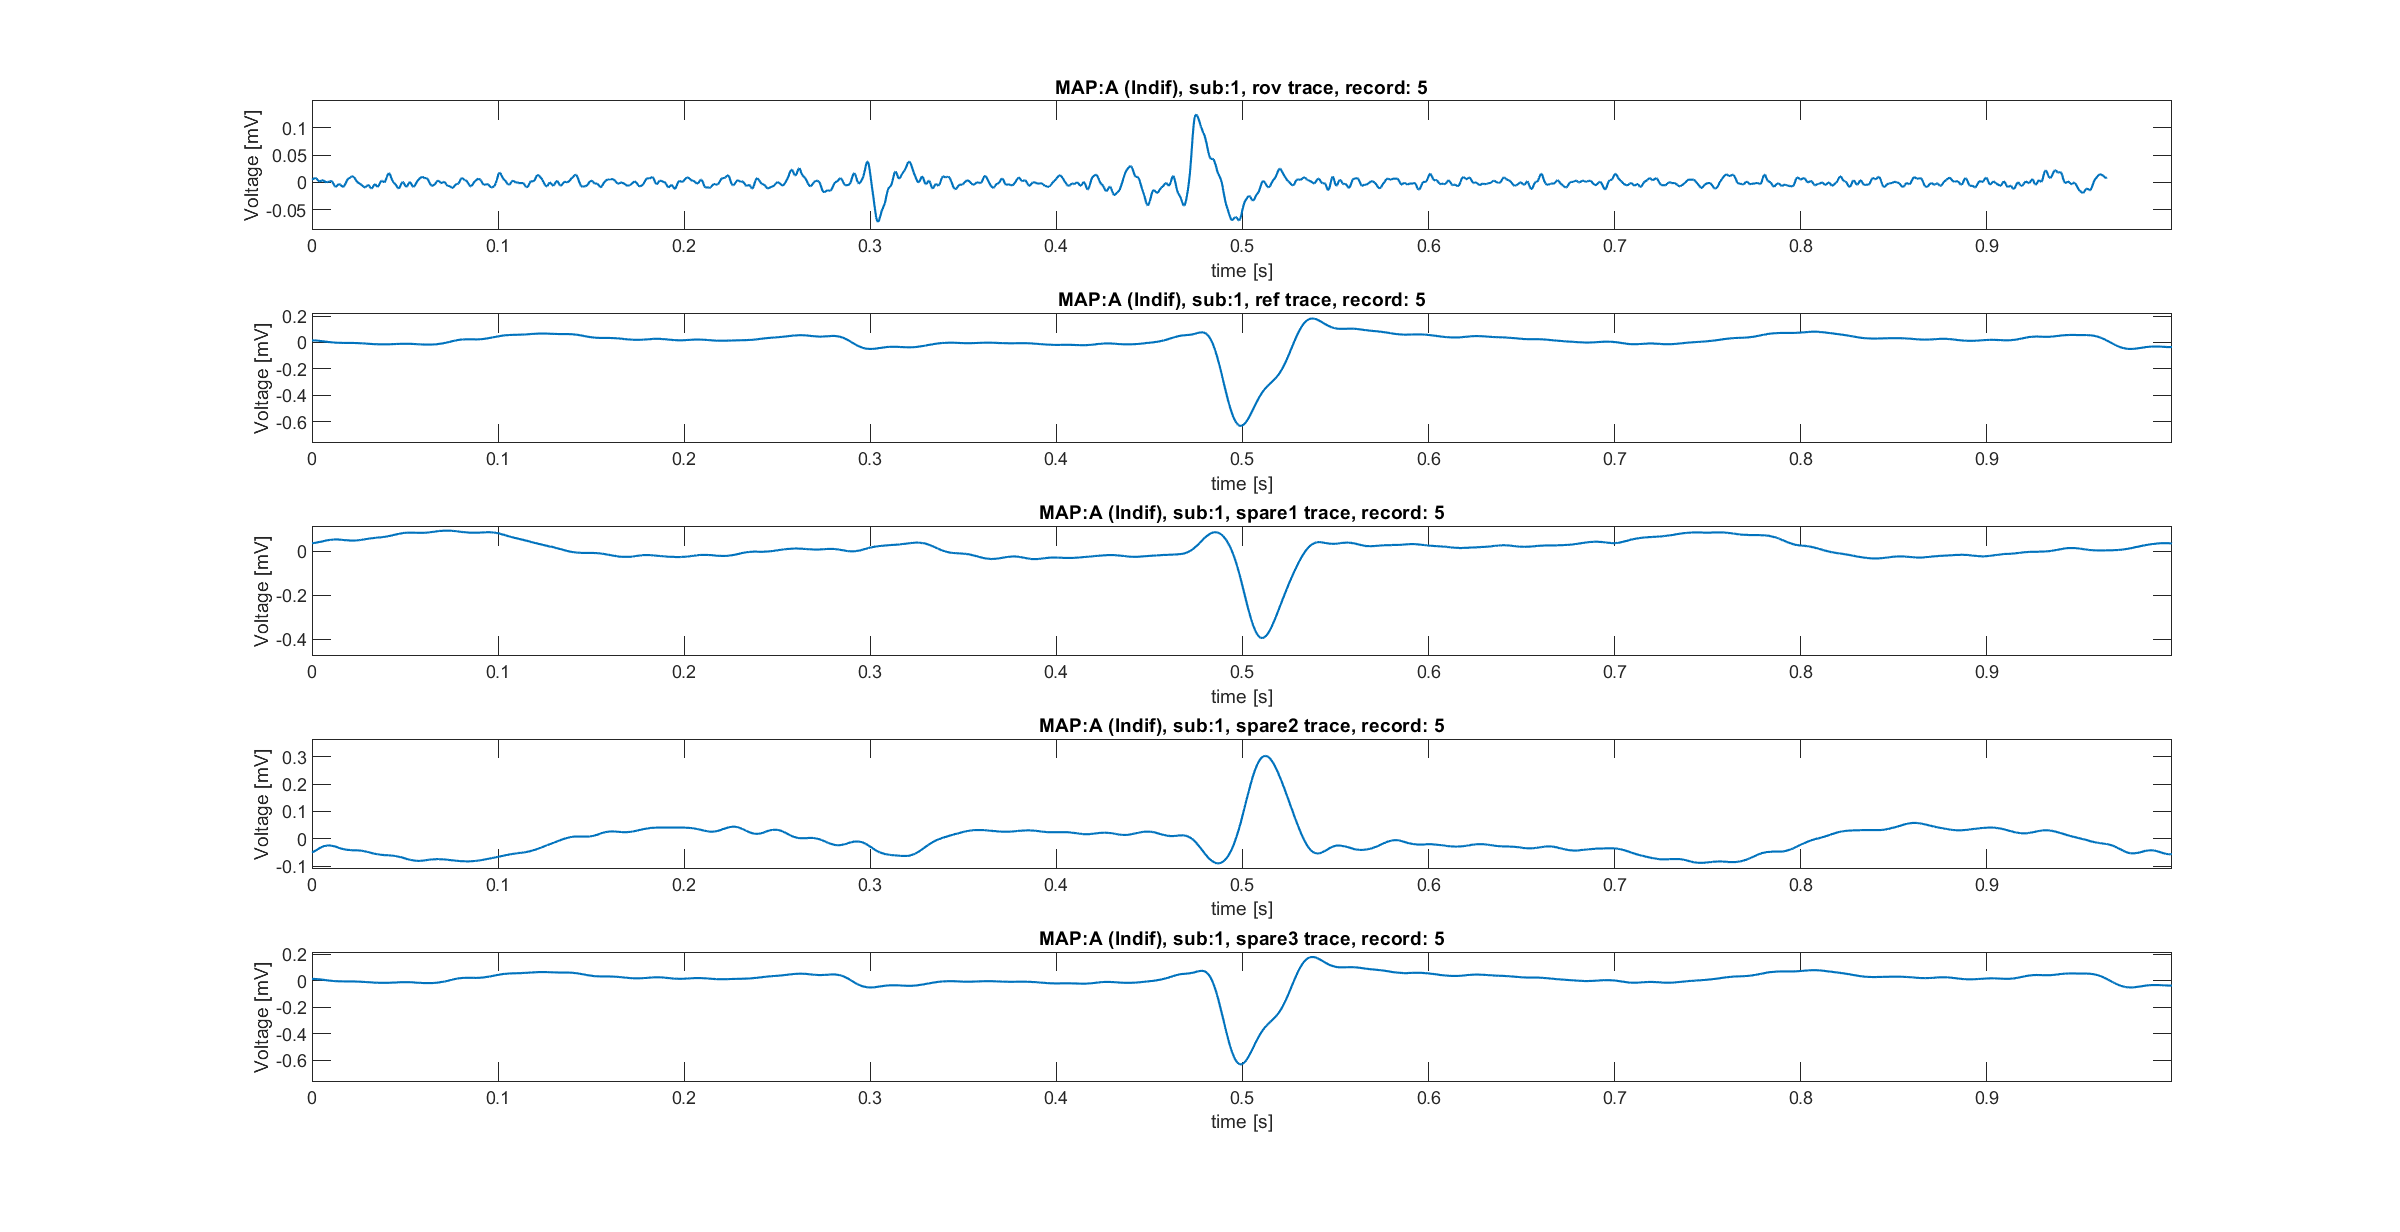 MAP:A (Indif), sub:1, rov trace, record: 5
Voltage [mV]
0.1
0.05
0
-0.05
0 0.1 0.2 0.3 0.4 0.5 0.6 0.7 0.8 0.9
time [s]
MAP:A (Indif), sub:1, ref trace, record: 5
Voltage [mV]
0.2
0
-0.2
-0.4
-0.6
0 0.1 0.2 0.3 0.4 0.5 0.6 0.7 0.8 0.9
time [s]
MAP:A (Indif), sub:1, spare1 trace, record: 5
Voltage [mV]
0
-0.2
-0.4
0 0.1 0.2 0.3 0.4 0.5 0.6 0.7 0.8 0.9
time [s]
MAP:A (Indif), sub:1, spare2 trace, record: 5
Voltage [mV]
0.3
0.2
0.1
0
-0.1
0 0.1 0.2 0.3 0.4 0.5 0.6 0.7 0.8 0.9
time [s]
MAP:A (Indif), sub:1, spare3 trace, record: 5
Voltage [mV]
0.2
0
-0.2
-0.4
-0.6
0 0.1 0.2 0.3 0.4 0.5 0.6 0.7 0.8 0.9
time [s]